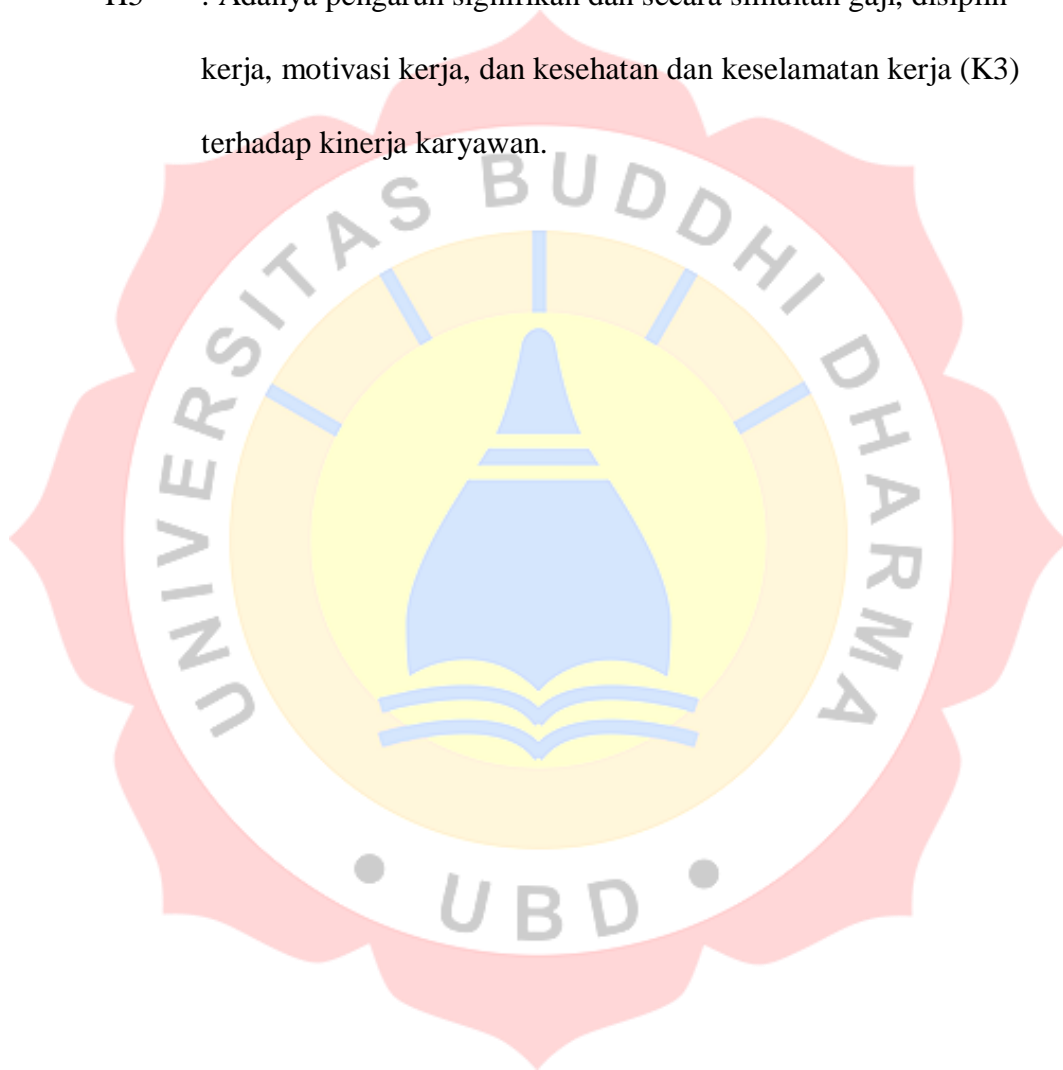 H5 : Adanya pengaruh signifikan dan secara simultan gaji, disiplin
kerja, motivasi kerja, dan kesehatan dan keselamatan kerja (K3)
terhadap kinerja karyawan.
UNIVERSITAS BUDDHI DHARMA
• UBD •